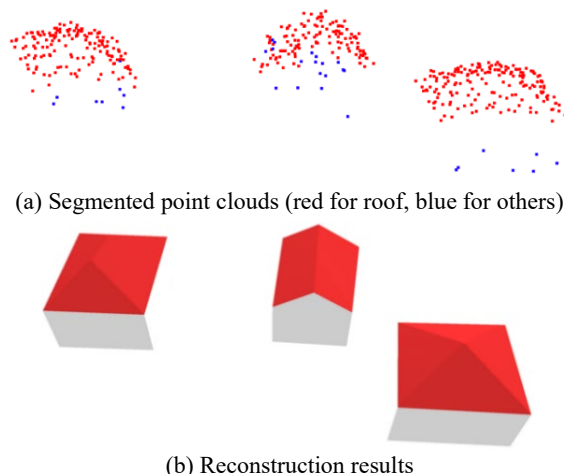 (a) Segmented point clouds (red for roof, blue for others)
(b) Reconstruction results